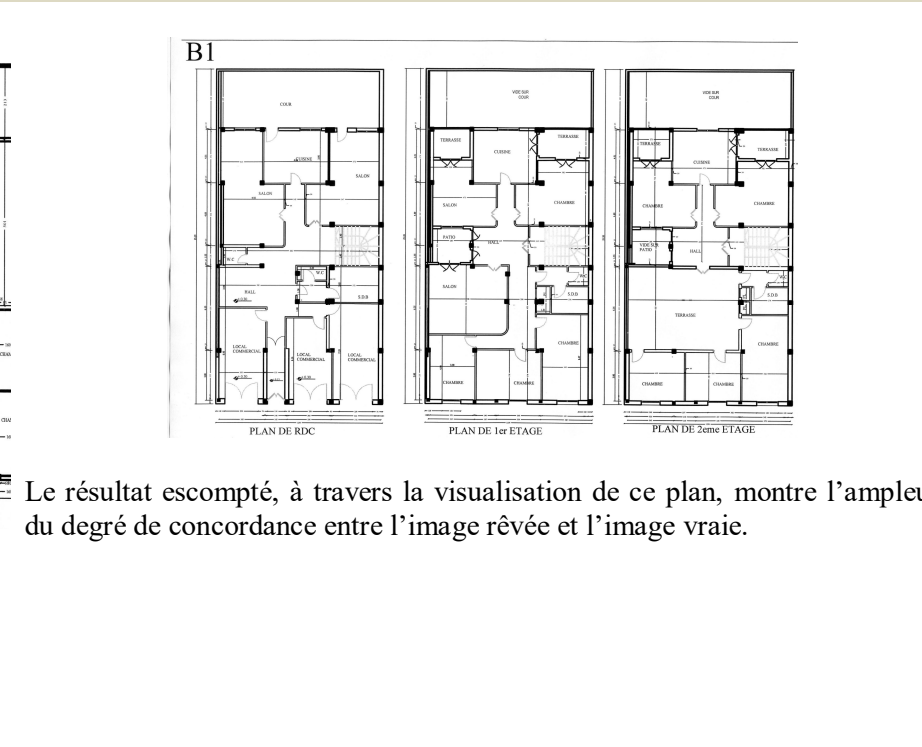 B1
COUR
CUISINE
SALON
SALON
W-C
W-C
HALL
S.D.B
LOCAL
COMMERCIAL
LOCAL
COMMERCIAL
LOCAL
COMMERCIAL
PLAN DE RDC
VIDE SUR
COUR
TERRASSE
TERRASSE
CUISINE
SALON
CHAMBRE
PATIO
HALL
W-C
SALON
S.D.B
CHAMBRE
CHAMBRE
CHAMBRE
PLAN DE 1er ETAGE
VIDE SUR
COUR
TERRASSE
TERRASSE
CUISINE
CHAMBRE
CHAMBRE
VIDE SUR
PATIO
HALL
W-C
S.D.B
TERRASSE
CHAMBRE
CHAMBRE
CHAMBRE
PLAN DE 2eme ETAGE
Le résultat escompté, à travers la visualisation de ce plan, montre l’ampleu
du degré de concordance entre l’image rêvée et l’image vraie.